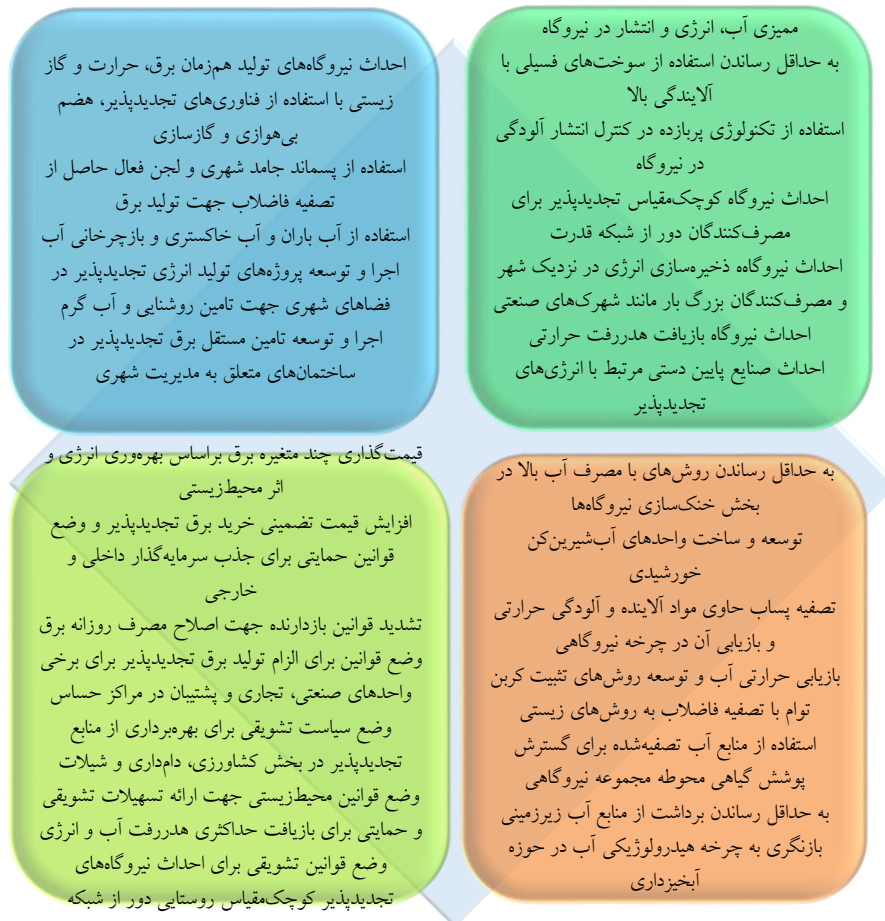 ممیزی آب، انرژی و انتشار در نیروگاه
به حداقل رساندن استفاده از سوخت‌های فسیلی با
آلایندگی بالا
استفاده از تکنولوژی پربازده در کنترل انتشار آلودگی
در نیروگاه
احداث نیروگاه کوچک‌مقیاس تجدیدپذیر برای
مصرف‌کنندگان دور از شبکه قدرت
احداث نیروگاه‌ه ذخیره‌سازی انرژی در نزدیک شهر
و مصرف‌کنندگان بزرگ بار مانند شهرک‌های صنعتی
احداث نیروگاه بازیافت هدررفت حرارتی
احداث صنایع پایین دستی مرتبط با انرژی‌های
تجدیدپذیر
احداث نیروگاه‌های تولید هم‌زمان برق، حرارت و گاز
زیستی با استفاده از فناوری‌های تجدیدپذیر، هضم
بی‌هوازی و گازسازی
استفاده از پسماند جامد شهری و لجن فعال حاصل از
تصفیه فاضلاب جهت تولید برق
استفاده از آب باران و آب خاکستری و بازچرخانی آب
اجرا و توسعه پروژه‌های تولید انرژی تجدیدپذیر در
فضاهای شهری جهت تامین روشنایی و آب گرم
اجرا و توسعه تامین مستقل برق تجدیدپذیر در
ساختمان‌های متعلق به مدیریت شهری
به حداقل رساندن روش‌های با مصرف آب بالا در
بخش خنک‌سازی نیروگاه‌ها
توسعه و ساخت واحدهای آب‌شیرین‌کن
خورشیدی
تصفیه پساب حاوی مواد آلاینده و آلودگی حرارتی
و بازیابی آن در چرخه نیروگاهی
بازیابی حرارتی آب و توسعه روش‌های تثبیت کربن
توام با تصفیه فاضلاب به روش‌های زیستی
استفاده از منابع آب تصفیه‌شده برای گسترش
پوشش گیاهی محوطه مجموعه نیروگاهی
به حداقل رساندن برداشت از منابع آب زیرزمینی
بازنگری به چرخه هیدرولوژیکی آب در حوزه
آبخیزداری
قیمت‌گذاری چند متغیره برق براساس بهره‌وری انرژی و
اثر محیط‌زیستی
افزایش قیمت تضمینی خرید برق تجدیدپذیر و وضع
قوانین حمایتی برای جذب سرمایه‌گذار داخلی و
خارجی
تشدید قوانین بازدارنده جهت اصلاح مصرف روزانه برق
وضع قوانین برای الزام تولید برق تجدیدپذیر برای برخی
واحدهای صنعتی، تجاری و پشتیبان در مراکز حساس
وضع سیاست تشویقی برای بهره‌برداری از منابع
تجدیدپذیر در بخش کشاورزی، دامداری و شیلات
وضع قوانین محیط‌زیستی جهت ارائه تسهیلات تشویقی
و حمایتی برای بازیافت حداکثری هدررفت آب و انرژی
وضع قوانین تشویقی برای احداث نیروگاه‌های
تجدیدپذیر کوچک‌مقیاس روستایی دور از شبکه